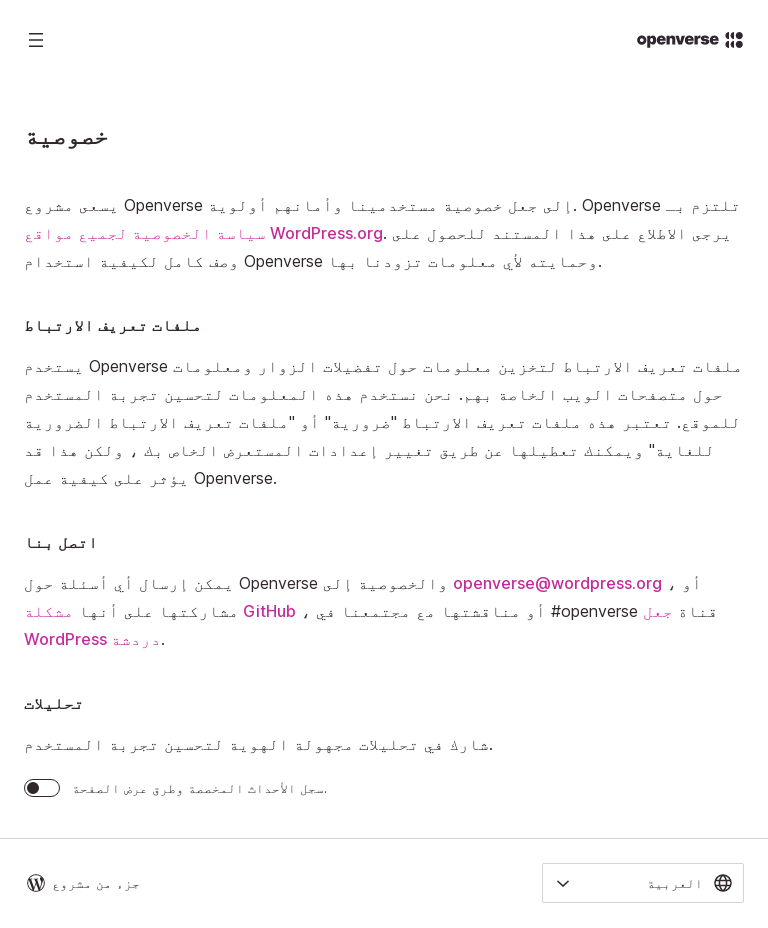 openverse
خصوصية
يسعى مشروع Openverse إلى جعل خصوصية مستخدمينا وأمانهم أولوية. Openverse تلتزم بـ
سياسة الخصوصية لجميع مواقع WordPress.org. يرجى الاطلاع على هذا المستند للحصول على
وصف كامل لكيفية استخدام Openverse وحمايته لأي معلومات تزودنا بها.
ملفات تعريف الارتباط
يستخدم Openverse ملفات تعريف الارتباط لتخزين معلومات حول تفضيلات الزوار ومعلومات
حول متصفحات الويب الخاصة بهم. نحن نستخدم هذه المعلومات لتحسين تجربة المستخدم
للموقع. تعتبر هذه ملفات تعريف الارتباط "ضرورية" أو "ملفات تعريف الارتباط الضرورية
للغاية" ويمكنك تعطيلها عن طريق تغيير إعدادات المستعرض الخاص بك ، ولكن هذا قد
يؤثر على كيفية عمل Openverse.
اتصل بنا
يمكن إرسال أي أسئلة حول Openverse والخصوصية إلى openverse@wordpress.org ، أو
مشاركتها على أنها مشكلة GitHub ، أو مناقشتها مع مجتمعنا في #openverse قناة جعل
WordPress دردشة.
تحليلات
شارك في تحليلات مجهولة الهوية لتحسين تجربة المستخدم.
سجل الأحداث المخصصة وطرق عرض الصفحة.
جزء من مشروع
العربية